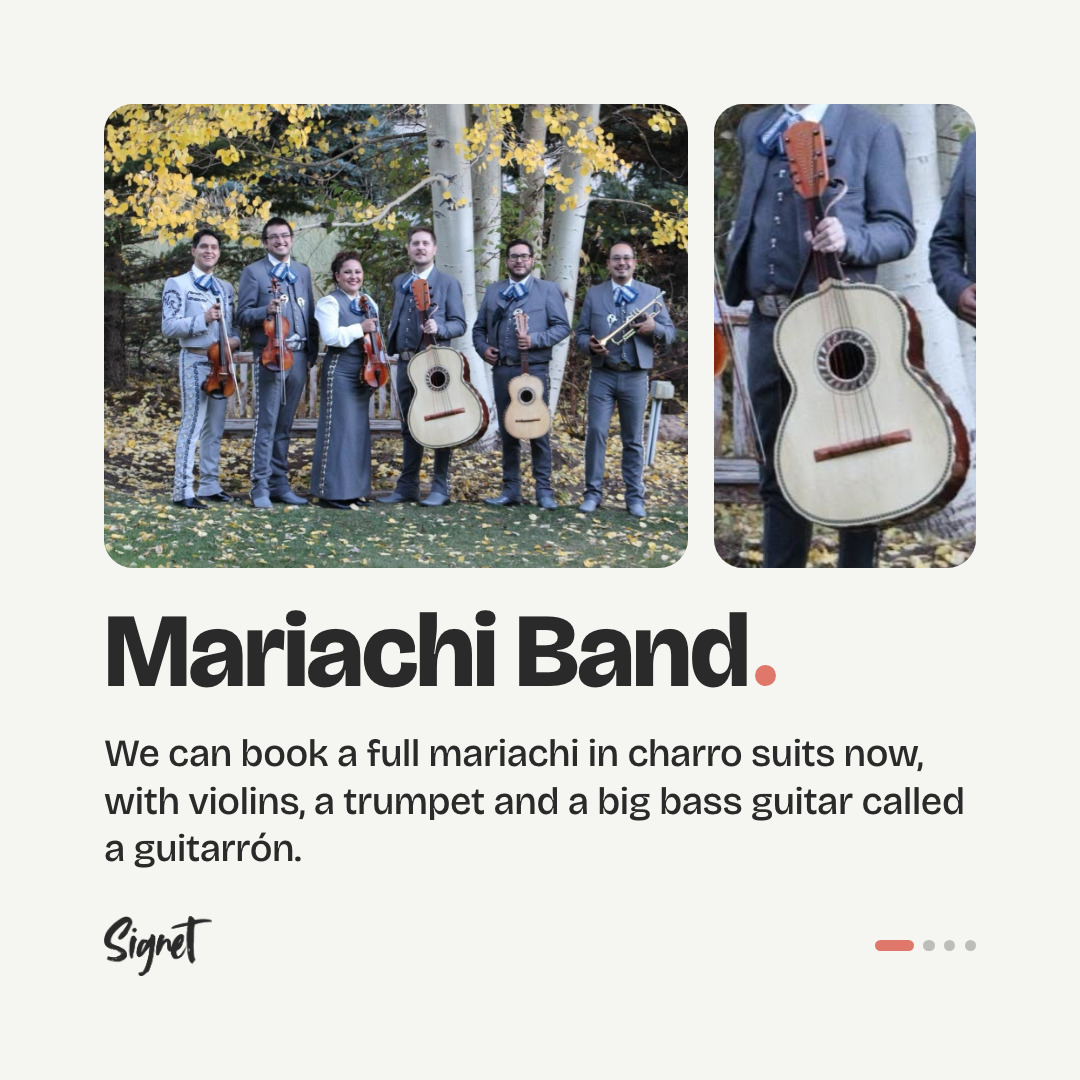 Mariachi Band.
We can book a full mariachi in charro suits now,
with violins, a trumpet and a big bass guitar called
a guitarrón.
Signet